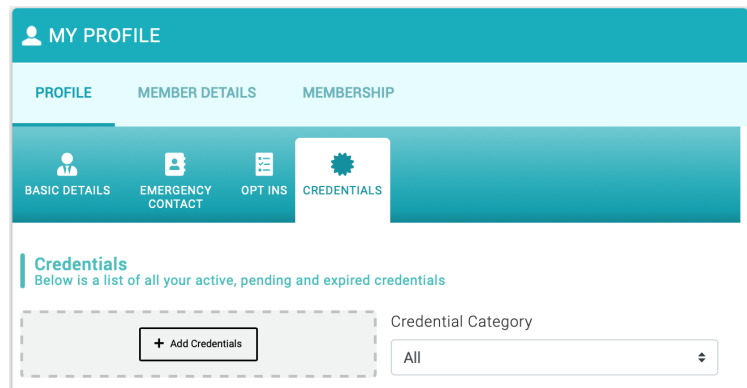 MY PROFILE
PROFILE MEMBER DETAILS MEMBERSHIP
BASIC DETAILS EMERGENCY CONTACT OPT INS CREDENTIALS
Credentials
Below is a list of all your active, pending and expired credentials
+ Add Credentials
Credential Category
All